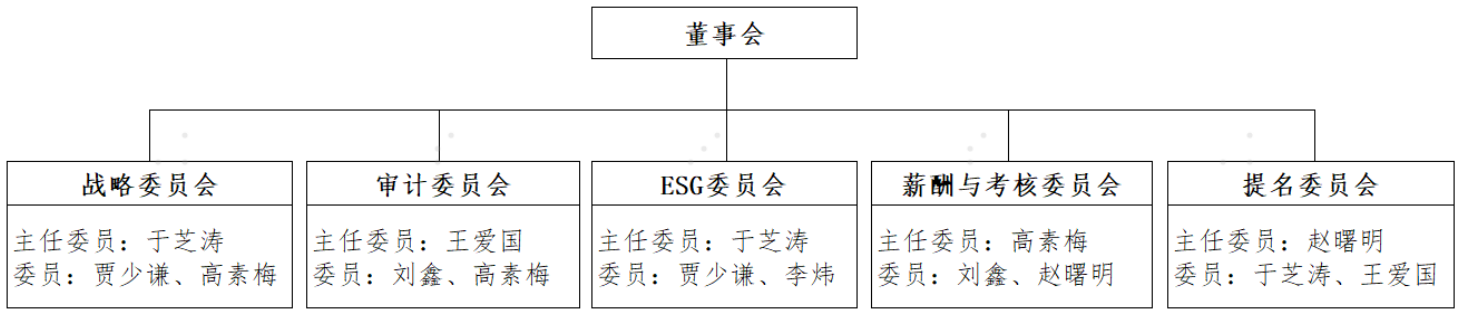 董事会
战略委员会
主任委员：于芝涛
委员：贾少谦、高素梅
审计委员会
主任委员：王爱国
委员：刘鑫、高素梅
ESG委员会
主任委员：于芝涛
委员：贾少谦、李炜
薪酬与考核委员会
主任委员：高素梅
委员：刘鑫、赵曙明
提名委员会
主任委员：赵曙明
委员：于芝涛、王爱国